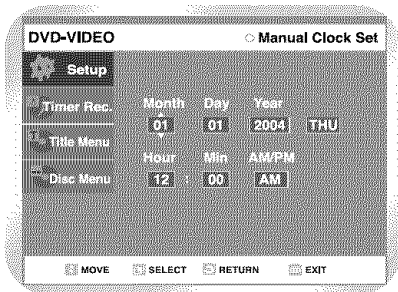 DVD-VIDEO Manual Clock Set
Setup
Timer Rec.
Title Menu
Disc Menu
Month Day Year
01 01 2004 THU
Hour Min AM/PM
12 : 00 AM
MOVE SELECT RETURN EXIT